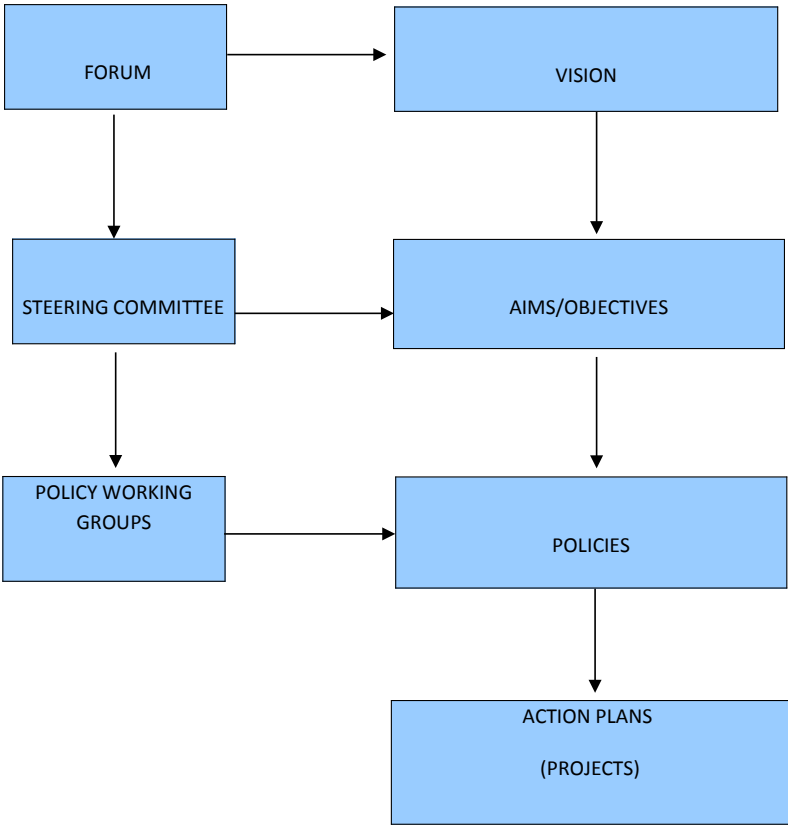 FORUM
VISION
STEERING COMMITTEE
AIMS/OBJECTIVES
POLICY WORKING
GROUPS
POLICIES
ACTION PLANS
(PROJECTS)